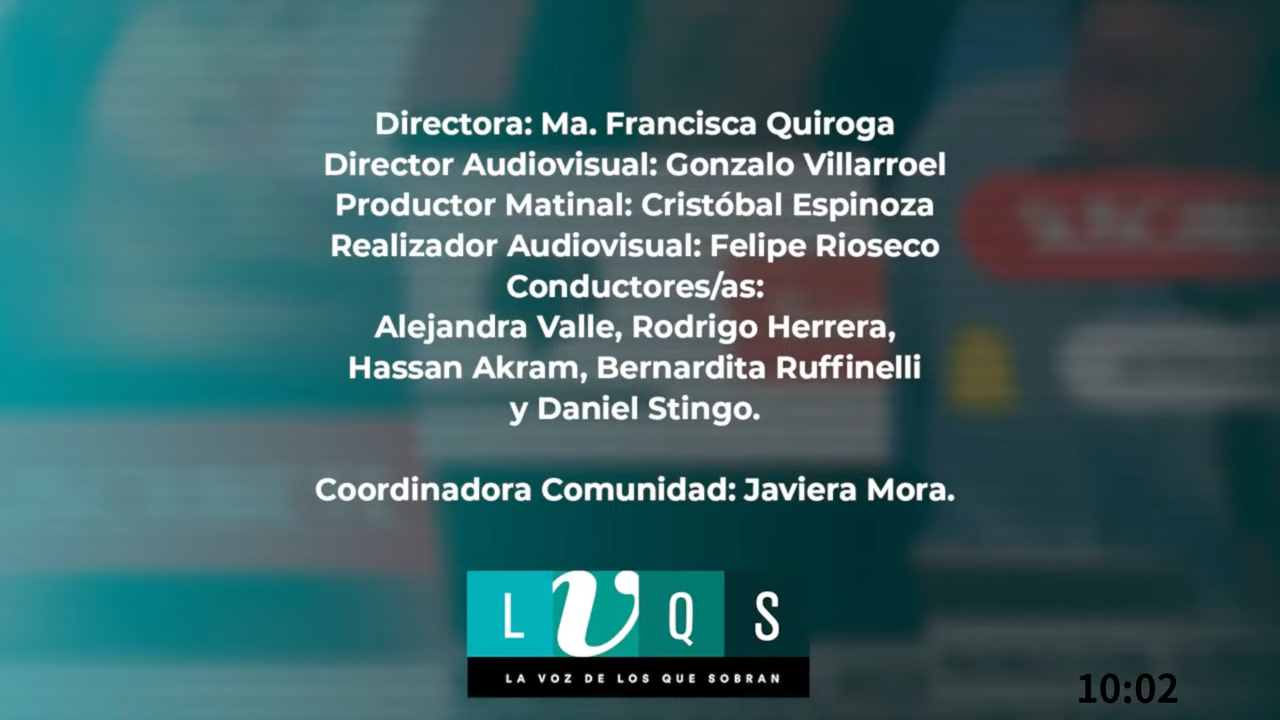 Directora: Ma. Francisca Quiroga
Director Audiovisual: Gonzalo Villarroel
Productor Matinal: Cristóbal Espinoza
Realizador Audiovisual: Felipe Rioseco
Conductores/as:
Alejandra Valle, Rodrigo Herrera,
Hassan Akram, Bernardita Ruffinelli
y Daniel Stingo.
Coordinadora Comunidad: Javiera Mora.
LVQS
LA VOZ DE LOS QUE SOBRAN
10:02